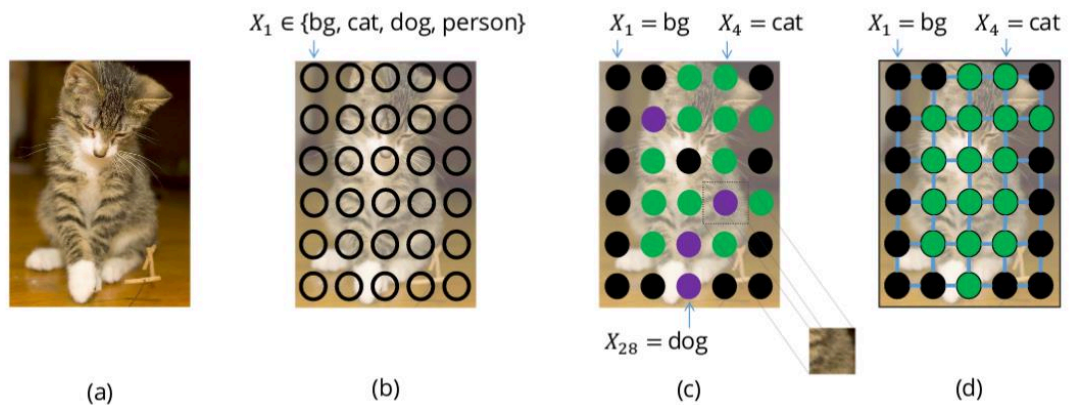 X₁ ∈ {bg, cat, dog, person}
X₁ = bg
X₄ = cat
X₁ = bg
X₄ = cat
X₂₈ = dog
(a)
(b)
(c)
(d)